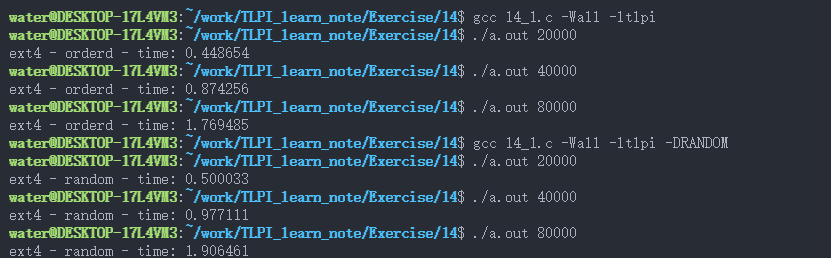 water@DESKTOP-17L4VM3:~/work/TLPI_learn_note/Exercise/14$ gcc 14_1.c -Wall -ltlpi
water@DESKTOP-17L4VM3:~/work/TLPI_learn_note/Exercise/14$ ./a.out 20000
ext4 - orderd - time: 0.448654
water@DESKTOP-17L4VM3:~/work/TLPI_learn_note/Exercise/14$ ./a.out 40000
ext4 - orderd - time: 0.874256
water@DESKTOP-17L4VM3:~/work/TLPI_learn_note/Exercise/14$ ./a.out 80000
ext4 - orderd - time: 1.769485
water@DESKTOP-17L4VM3:~/work/TLPI_learn_note/Exercise/14$ gcc 14_1.c -Wall -ltlpi -DRANDOM
water@DESKTOP-17L4VM3:~/work/TLPI_learn_note/Exercise/14$ ./a.out 20000
ext4 - random - time: 0.500033
water@DESKTOP-17L4VM3:~/work/TLPI_learn_note/Exercise/14$ ./a.out 40000
ext4 - random - time: 0.977111
water@DESKTOP-17L4VM3:~/work/TLPI_learn_note/Exercise/14$ ./a.out 80000
ext4 - random - time: 1.906461